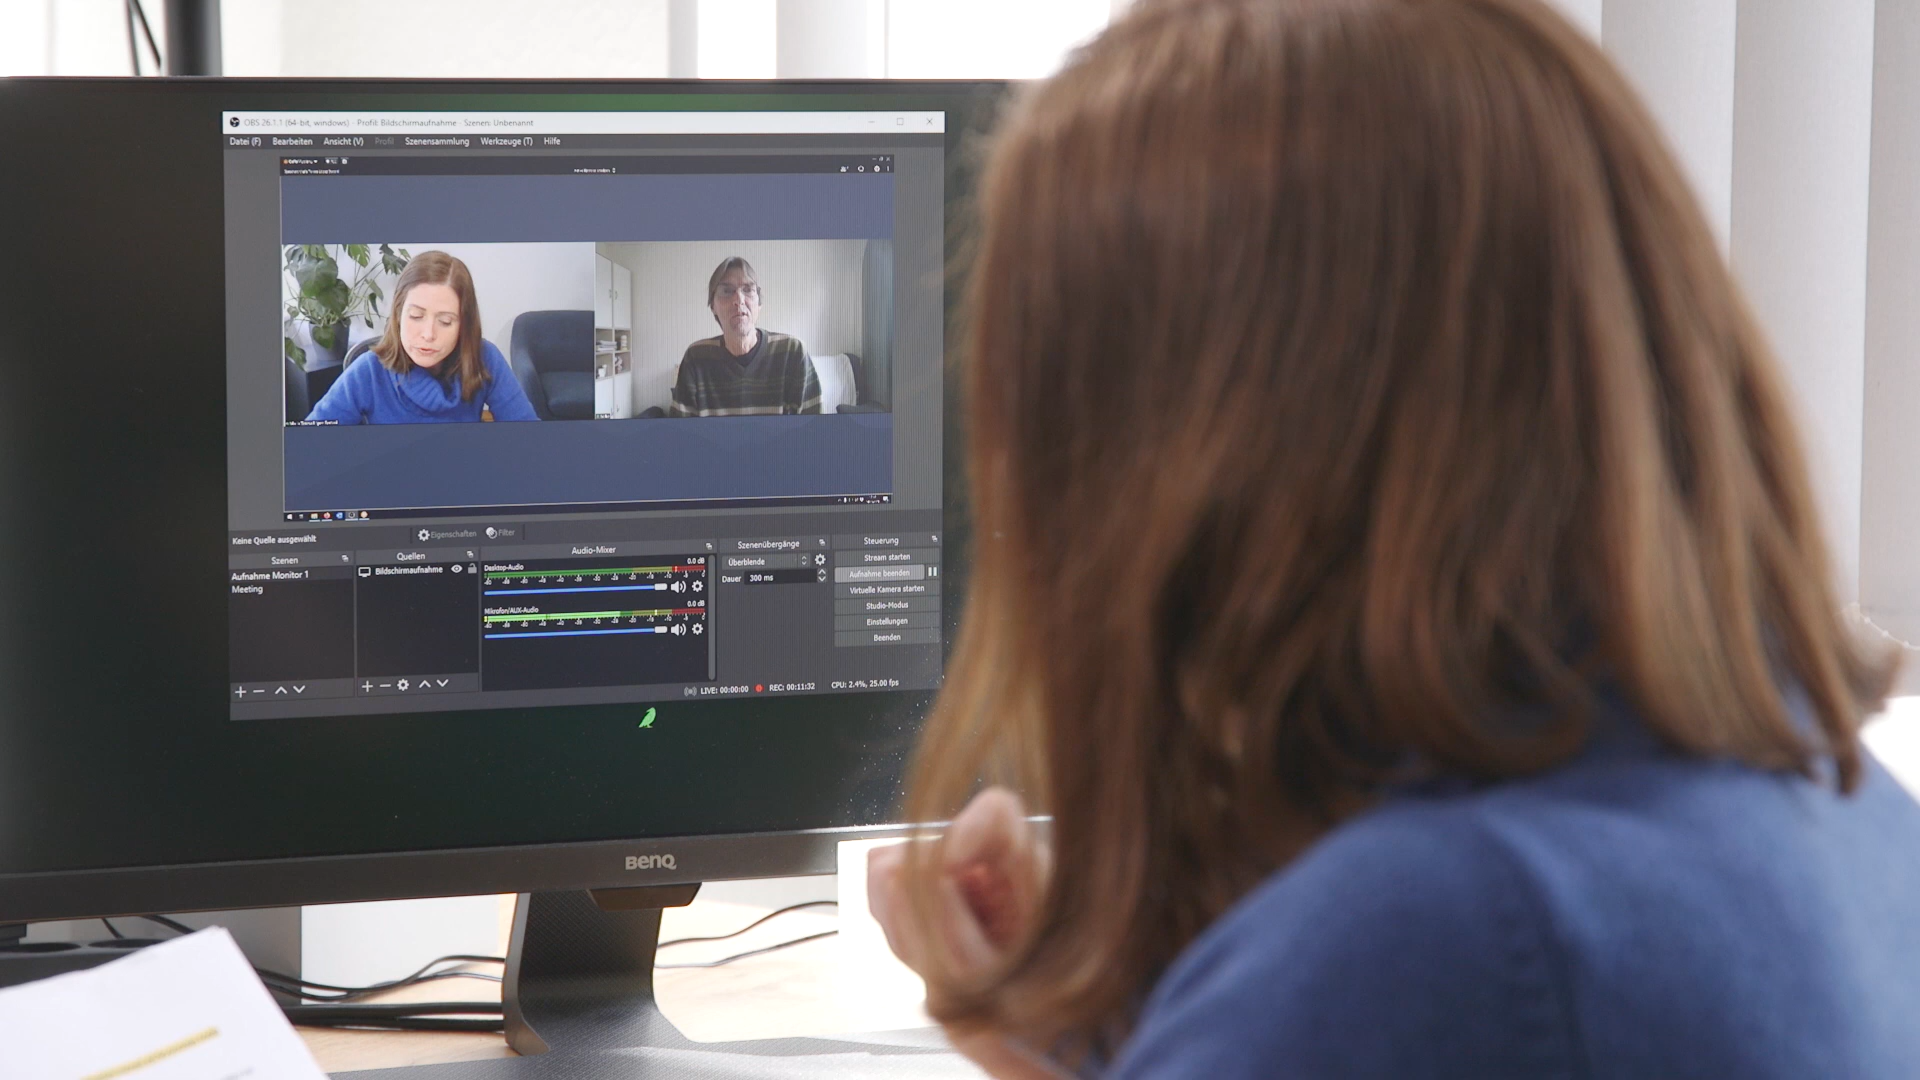 OBS 26.1.1 (64-bit, windows) - Profil: Bildschirmaufnahme - Szenen: Unbenannt
Datei (F) Bearbeiten Ansicht (V) Profil Szenensammlung Werkzeuge (T) Hilfe
Keine Quelle ausgewählt
Eigenschaften Filter
Szenen
Aufnahme Monitor 1
Meeting
Quellen
Bildschirmaufnahme
Audio-Mixer
Desktop-Audio 0.0 dB
Mikrofon/AUX-Audio 0.0 dB
Szenenübergänge
Überblende
Dauer 300 ms
Steuerung
Stream starten
Aufnahme beenden
Virtuelle Kamera starten
Studio-Modus
Einstellungen
Beenden
LIVE: 00:00:00 REC: 00:11:32 CPU: 2.4%, 25.00 fps
BenQ